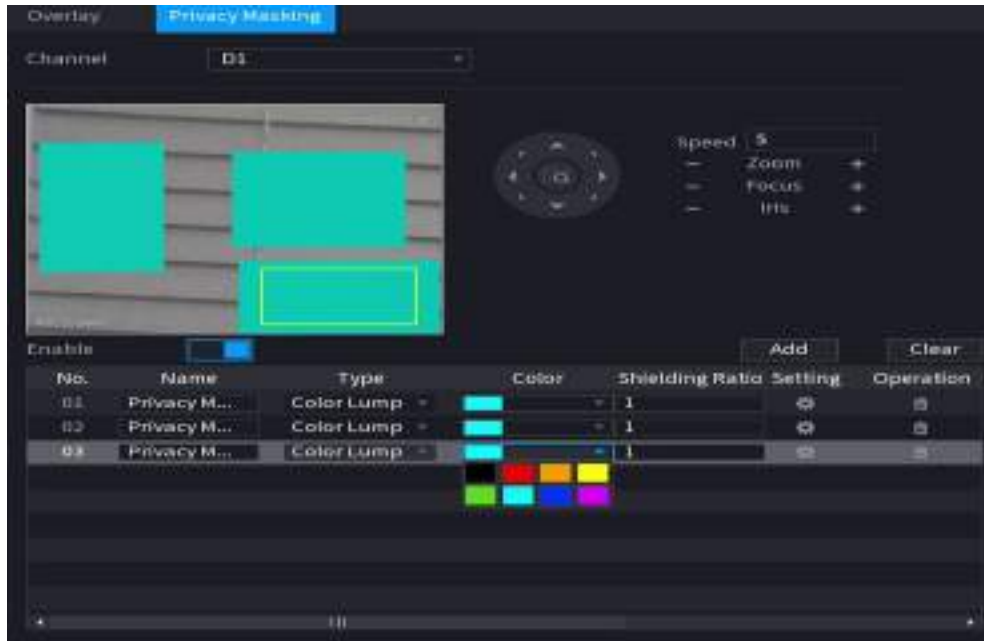 Overlay Privacy Masking
Channel D1
Speed 5
Zoom
Focus
Iris
Enable Add Clear
No. Name Type Color Shielding Ratio Setting Operation
01 Privacy M... Color Lump 1
02 Privacy M... Color Lump 1
03 Privacy M... Color Lump 1